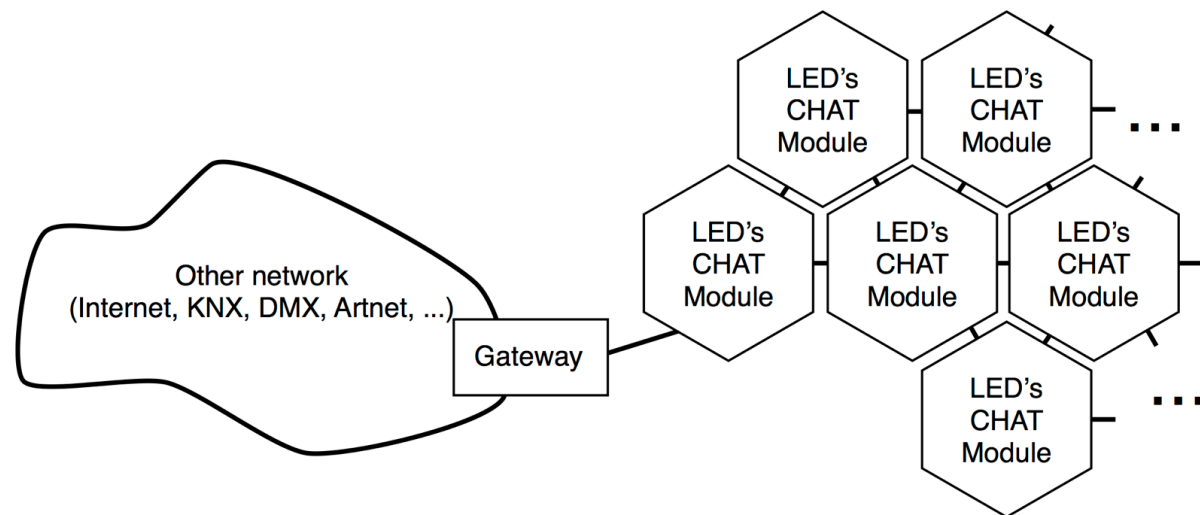 LED's
CHAT
Module
LED's
CHAT
Module
...
LED's
CHAT
Module
LED's
CHAT
Module
LED's
CHAT
Module
Other network
(Internet, KNX, DMX, Artnet, ...)
Gateway
LED's
CHAT
Module
...